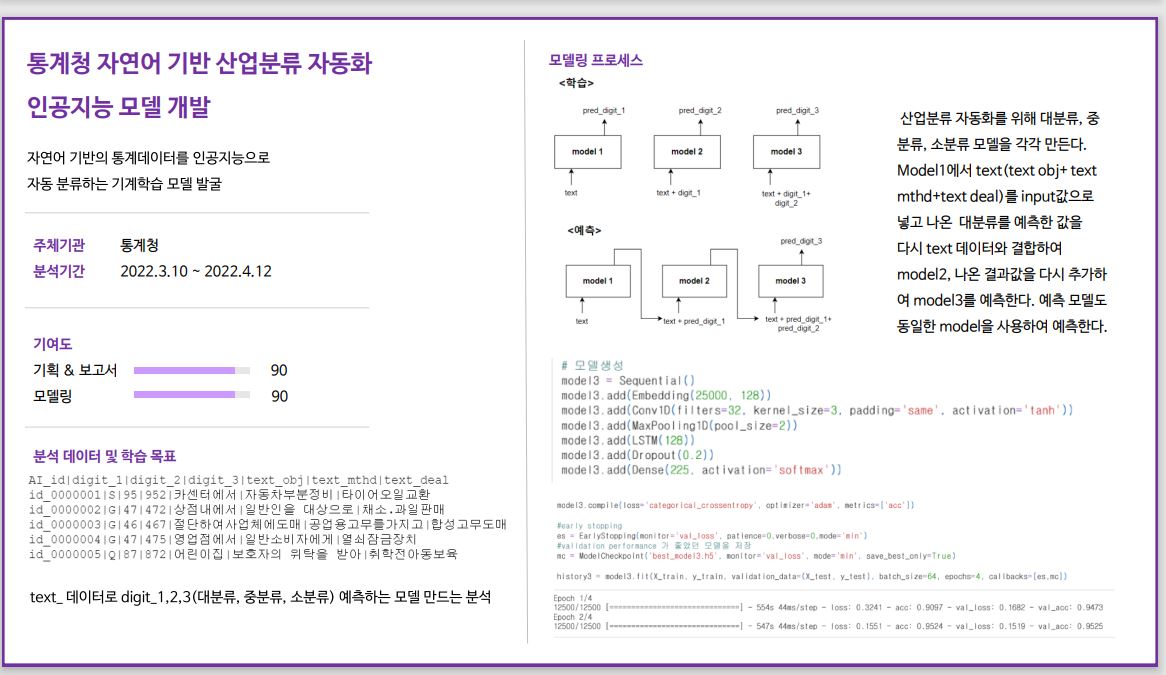 통계청 자연어 기반 산업분류 자동화
인공지능 모델 개발
자연어 기반의 통계데이터를 인공지능으로
자동 분류하는 기계학습 모델 발굴
주체기관 통계청
분석기간 2022.3.10 ~ 2022.4.12
기여도
기획 & 보고서 90
모델링 90
분석 데이터 및 학습 목표
AI_id|digit_1|digit_2|digit_3|text_obj|text_mthd|text_deal
id_0000001|S|95|952|카센터에서|자동차부분정비|타이어오일교환
id_0000002|G|47|472|상점내에서|일반인을 대상으로|채소.과일판매
id_0000003|G|46|467|절단하여사업체에도매|공업용고무를가지고|합성고무도매
id_0000004|G|47|475|영업점에서|일반소비자에게|열쇠잠금장치
id_0000005|Q|87|872|어린이집|보호자의 위탁을 받아|취학전아동보육
text_ 데이터로 digit_1,2,3(대분류, 중분류, 소분류) 예측하는 모델 만드는 분석
모델링 프로세스
<학습>
pred_digit_1 pred_digit_2 pred_digit_3
model 1 model 2 model 3
text text + digit_1 text + digit_1+
digit_2
<예측>
pred_digit_3
model 1 model 2 model 3
text text + pred_digit_1 text + pred_digit_1+
pred_digit_2
산업분류 자동화를 위해 대분류, 중
분류, 소분류 모델을 각각 만든다.
Model1에서 text(text obj+ text
mthd+text deal)를 input값으로
넣고 나온 대분류를 예측한 값을
다시 text 데이터와 결합하여
model2, 나온 결과값을 다시 추가하
여 model3를 예측한다. 예측 모델도
동일한 model을 사용하여 예측한다.
# 모델생성
model3 = Sequential()
model3.add(Embedding(25000, 128))
model3.add(Conv1D(filters=32, kernel_size=3, padding='same', activation='tanh'))
model3.add(MaxPooling1D(pool_size=2))
model3.add(LSTM(128))
model3.add(Dropout(0.2))
model3.add(Dense(225, activation='softmax'))
model3.compile(loss='categorical_crossentropy', optimizer='adam', metrics=['acc'])
#early stopping
es = EarlyStopping(monitor='val_loss', patience=0,verbose=0,mode='min')
#validation performance 가 좋았던 모델을 저장
mc = ModelCheckpoint('best_model3.h5', monitor='val_loss', mode='min', save_best_only=True)
history3 = model3.fit(X_train, y_train, validation_data=(X_test, y_test), batch_size=64, epochs=4, callbacks=[es,mc])
Epoch 1/4
12500/12500 [==============================] - 554s 44ms/step - loss: 0.3241 - acc: 0.9097 - val_loss: 0.1682 - val_acc: 0.9473
Epoch 2/4
12500/12500 [==============================] - 547s 44ms/step - loss: 0.1551 - acc: 0.9524 - val_loss: 0.1519 - val_acc: 0.9525